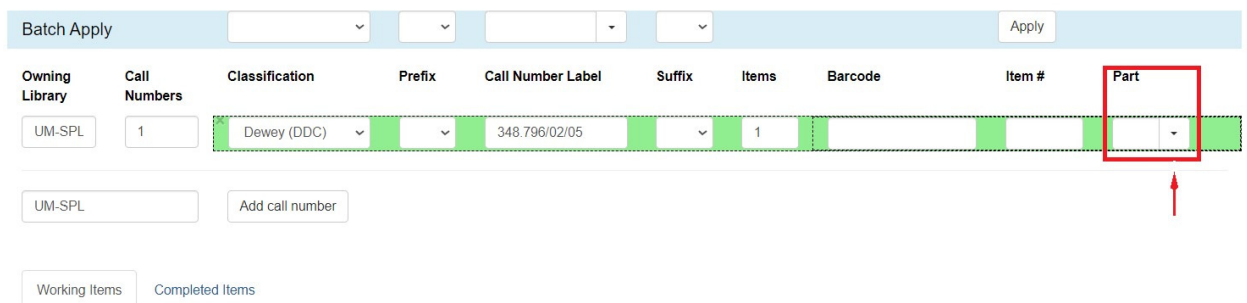 Batch Apply Apply
Owning Library Call Numbers Classification Prefix Call Number Label Suffix Items Barcode Item # Part
UM-SPL 1 Dewey (DDC) 348.796/02/05 1
UM-SPL Add call number
Working Items Completed Items